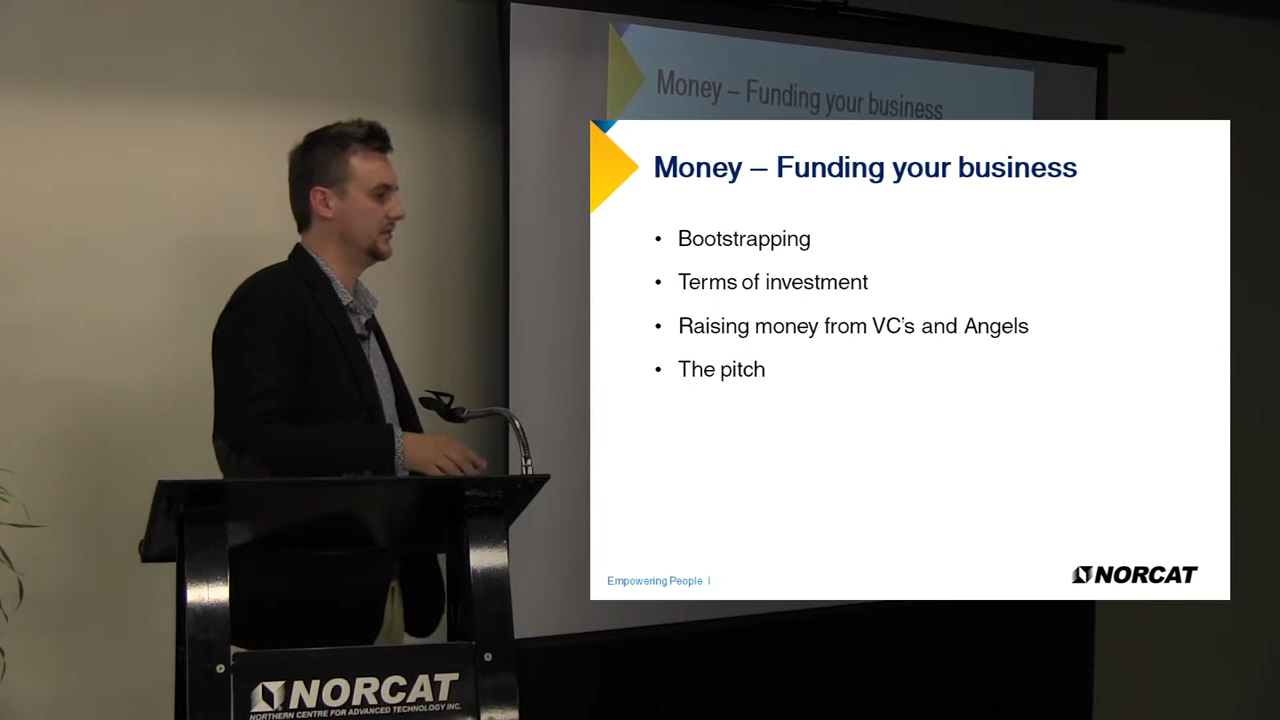 Money – Funding your business
Money – Funding your business
• Bootstrapping
• Terms of investment
• Raising money from VC's and Angels
• The pitch
Empowering People |
NORCAT
NORCAT
NORTHERN CENTRE FOR ADVANCED TECHNOLOGY INC.